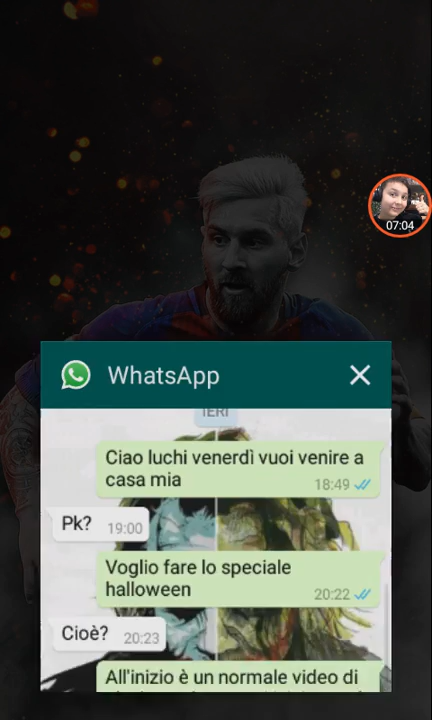 07:04
WhatsApp
IERI
Ciao luchi venerdì vuoi venire a
casa mia
18:49
Pk? 19:00
Voglio fare lo speciale
halloween
20:22
Cioè? 20:23
All'inizio è un normale video di